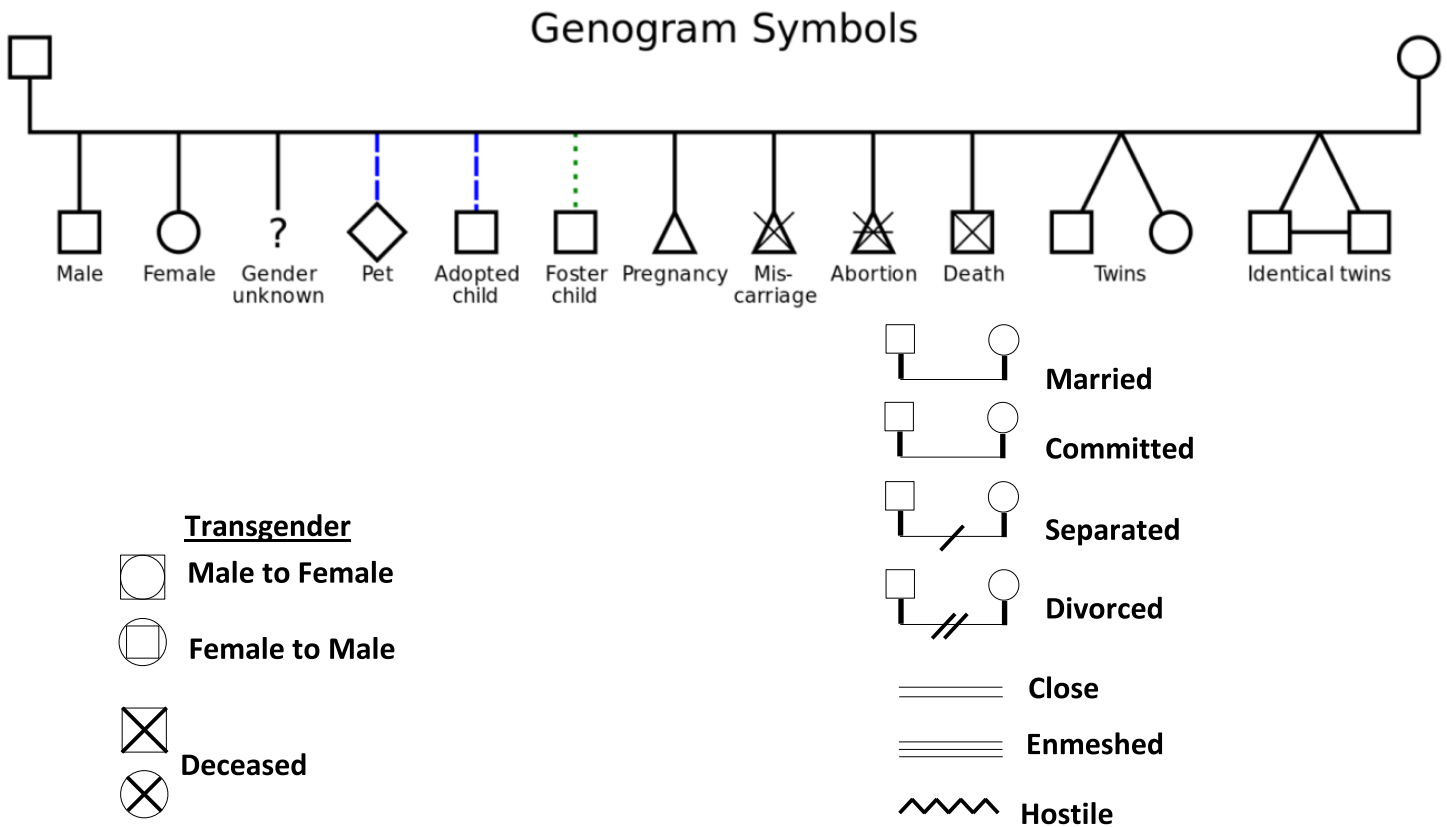 Genogram Symbols
?
Male
Female
Gender
unknown
Pet
Adopted
child
Foster
child
Pregnancy
Mis-
carriage
Abortion
Death
Twins
Identical twins
Married
Committed
Separated
Divorced
Close
Enmeshed
Hostile
Transgender
Male to Female
Female to Male
Deceased